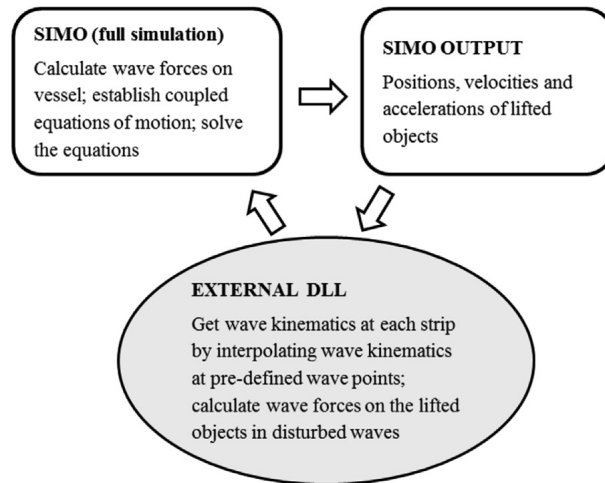 SIMO (full simulation)
Calculate wave forces on
vessel; establish coupled
equations of motion; solve
the equations
SIMO OUTPUT
Positions, velocities and
accelerations of lifted
objects
EXTERNAL DLL
Get wave kinematics at each strip
by interpolating wave kinematics
at pre-defined wave points;
calculate wave forces on the lifted
objects in disturbed waves